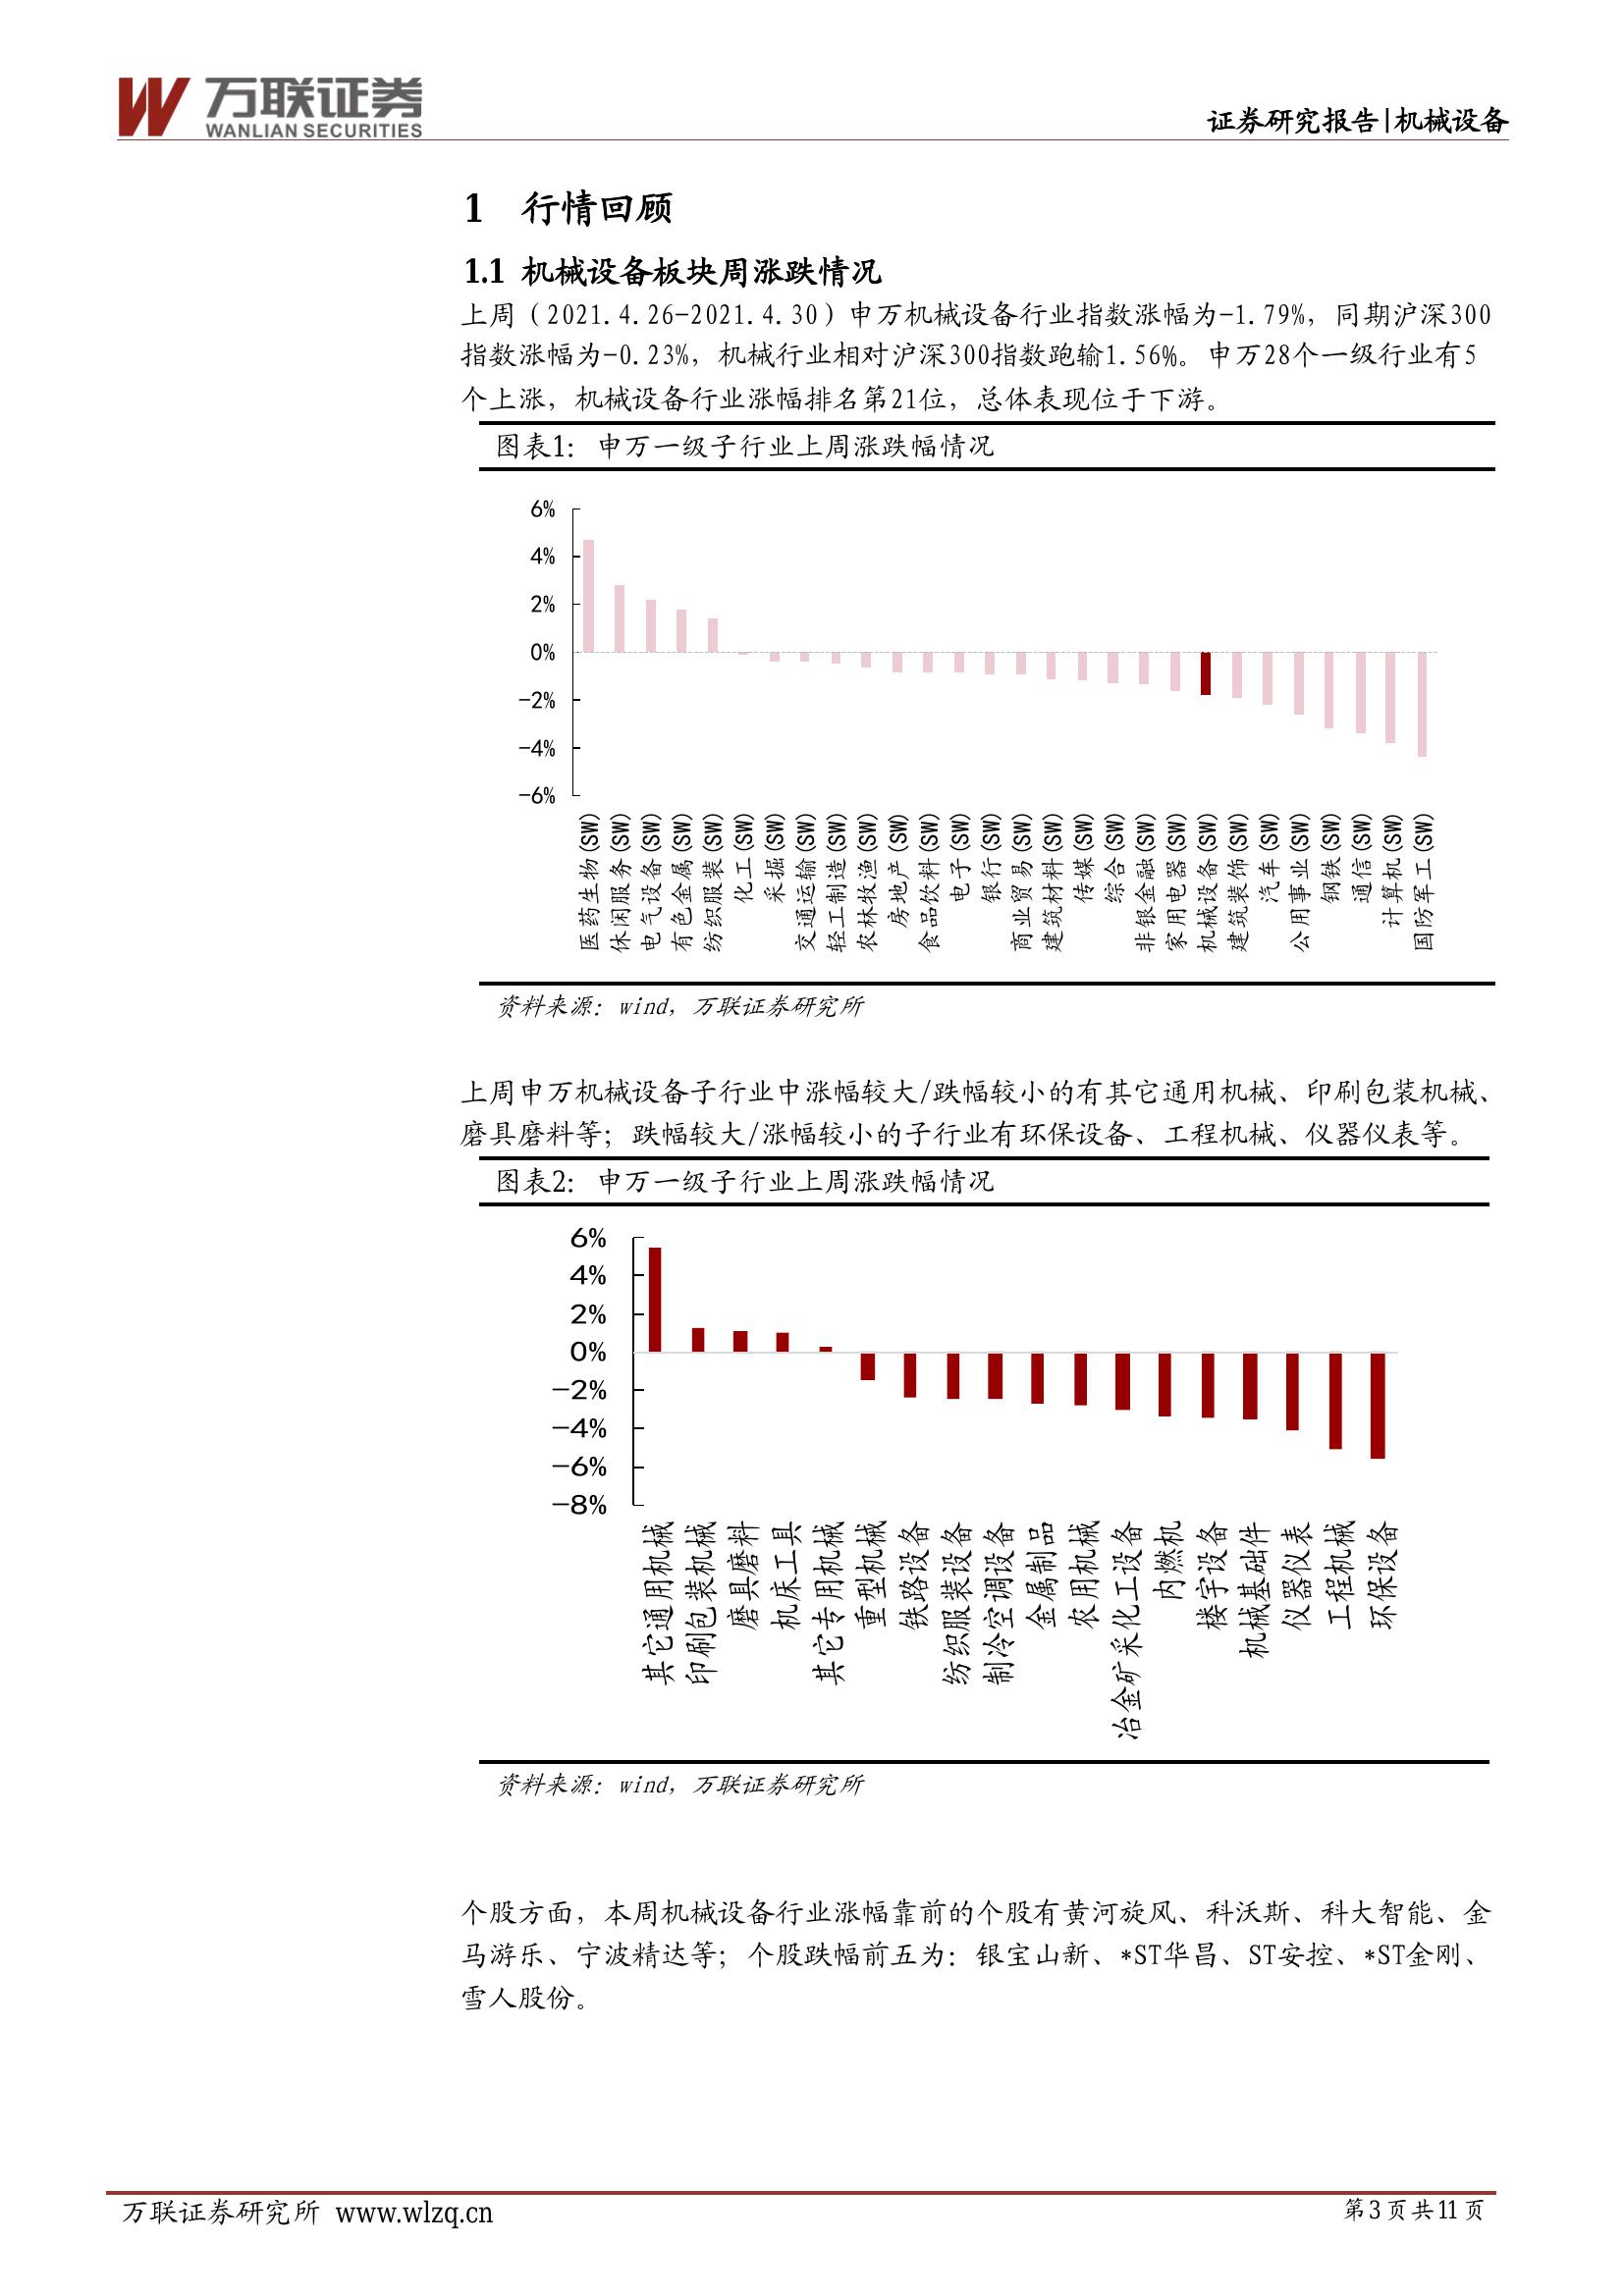 万联证券
WANLIAN SECURITIES
证券研究报告|机械设备
1 行情回顾
1.1 机械设备板块周涨跌情况
上周（2021.4.26-2021.4.30）申万机械设备行业指数涨幅为-1.79%，同期沪深300
指数涨幅为-0.23%，机械行业相对沪深300指数跑输1.56%。申万28个一级行业有5
个上涨，机械设备行业涨幅排名第21位，总体表现位于下游。
图表1：申万一级子行业上周涨跌幅情况
6%
4%
2%
0%
-2%
-4%
-6%
医药生物(SW)
休闲服务(SW)
电气设备(SW)
有色金属(SW)
纺织服装(SW)
化工(SW)
采掘(SW)
交通运输(SW)
轻工制造(SW)
农林牧渔(SW)
房地产(SW)
食品饮料(SW)
电子(SW)
银行(SW)
商业贸易(SW)
建筑材料(SW)
传媒(SW)
综合(SW)
非银金融(SW)
家用电器(SW)
机械设备(SW)
建筑装饰(SW)
汽车(SW)
公用事业(SW)
钢铁(SW)
通信(SW)
计算机(SW)
国防军工(SW)
资料来源：wind，万联证券研究所
上周申万机械设备子行业中涨幅较大/跌幅较小的有其它通用机械、印刷包装机械、
磨具磨料等；跌幅较大/涨幅较小的子行业有环保设备、工程机械、仪器仪表等。
图表2：申万一级子行业上周涨跌幅情况
6%
4%
2%
0%
-2%
-4%
-6%
-8%
其它通用机械
印刷包装机械
磨具磨料
机床工具
其它专用机械
重型机械
铁路设备
纺织服装设备
制冷空调设备
金属制品
农用机械
冶金矿采化工设备
内燃机
楼宇设备
机械基础件
仪器仪表
工程机械
环保设备
资料来源：wind，万联证券研究所
个股方面，本周机械设备行业涨幅靠前的个股有黄河旋风、科沃斯、科大智能、金
马游乐、宁波精达等；个股跌幅前五为：银宝山新、*ST华昌、ST安控、*ST金刚、
雪人股份。
万联证券研究所 www.wlzq.cn
第 3 页 共 11 页